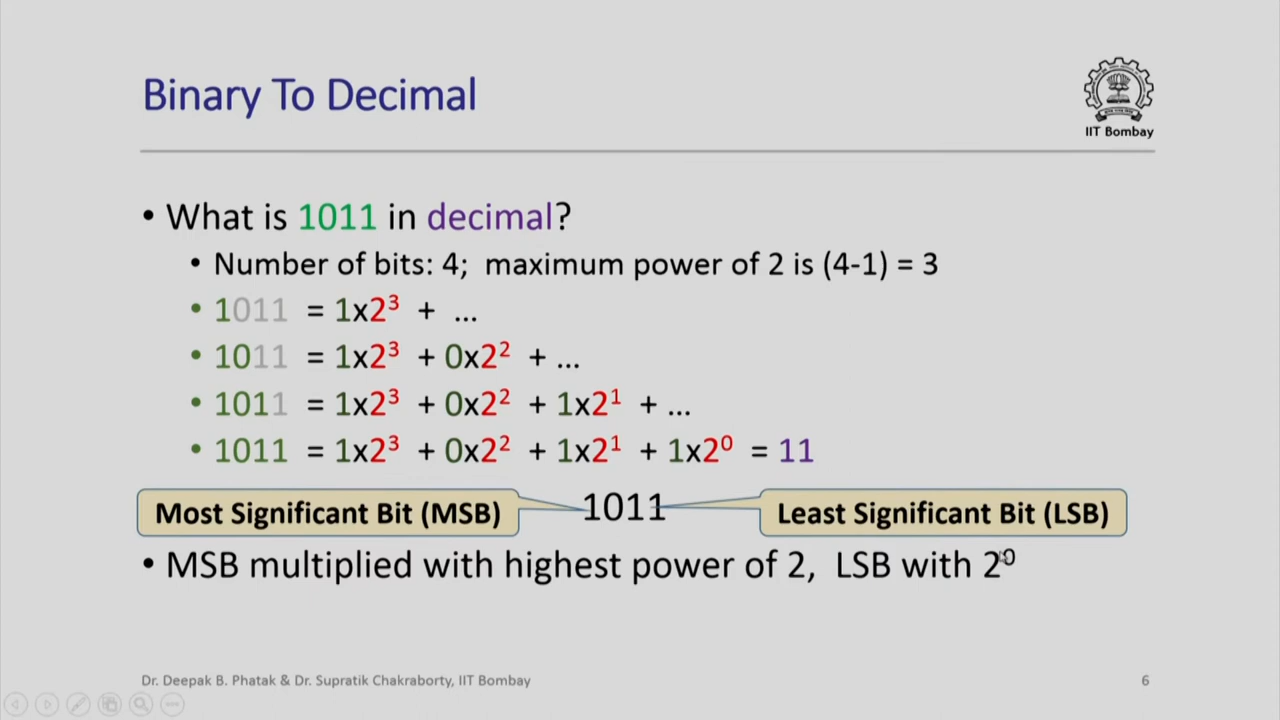 Binary To Decimal
IIT Bombay
• What is 1011 in decimal?
• Number of bits: 4; maximum power of 2 is (4-1) = 3
• 1011 = 1x2³ + ...
• 1011 = 1x2³ + 0x2² + ...
• 1011 = 1x2³ + 0x2² + 1x2¹ + ...
• 1011 = 1x2³ + 0x2² + 1x2¹ + 1x2⁰ = 11
Most Significant Bit (MSB) 1011 Least Significant Bit (LSB)
• MSB multiplied with highest power of 2, LSB with 2⁰
Dr. Deepak B. Phatak & Dr. Supratik Chakraborty, IIT Bombay 6